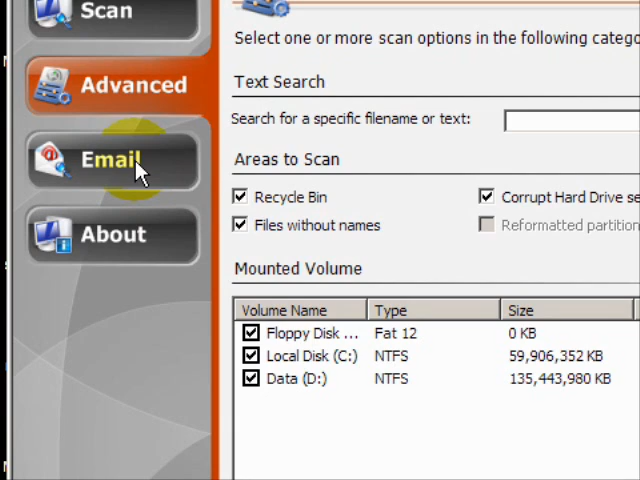 Scan
Advanced
Email
About
Select one or more scan options in the following catego
Text Search
Search for a specific filename or text:
Areas to Scan
Recycle Bin
Corrupt Hard Drive se
Files without names
Reformatted partition
Mounted Volume
Volume Name Type Size
Floppy Disk ... Fat 12 0 KB
Local Disk (C:) NTFS 59,906,352 KB
Data (D:) NTFS 135,443,980 KB